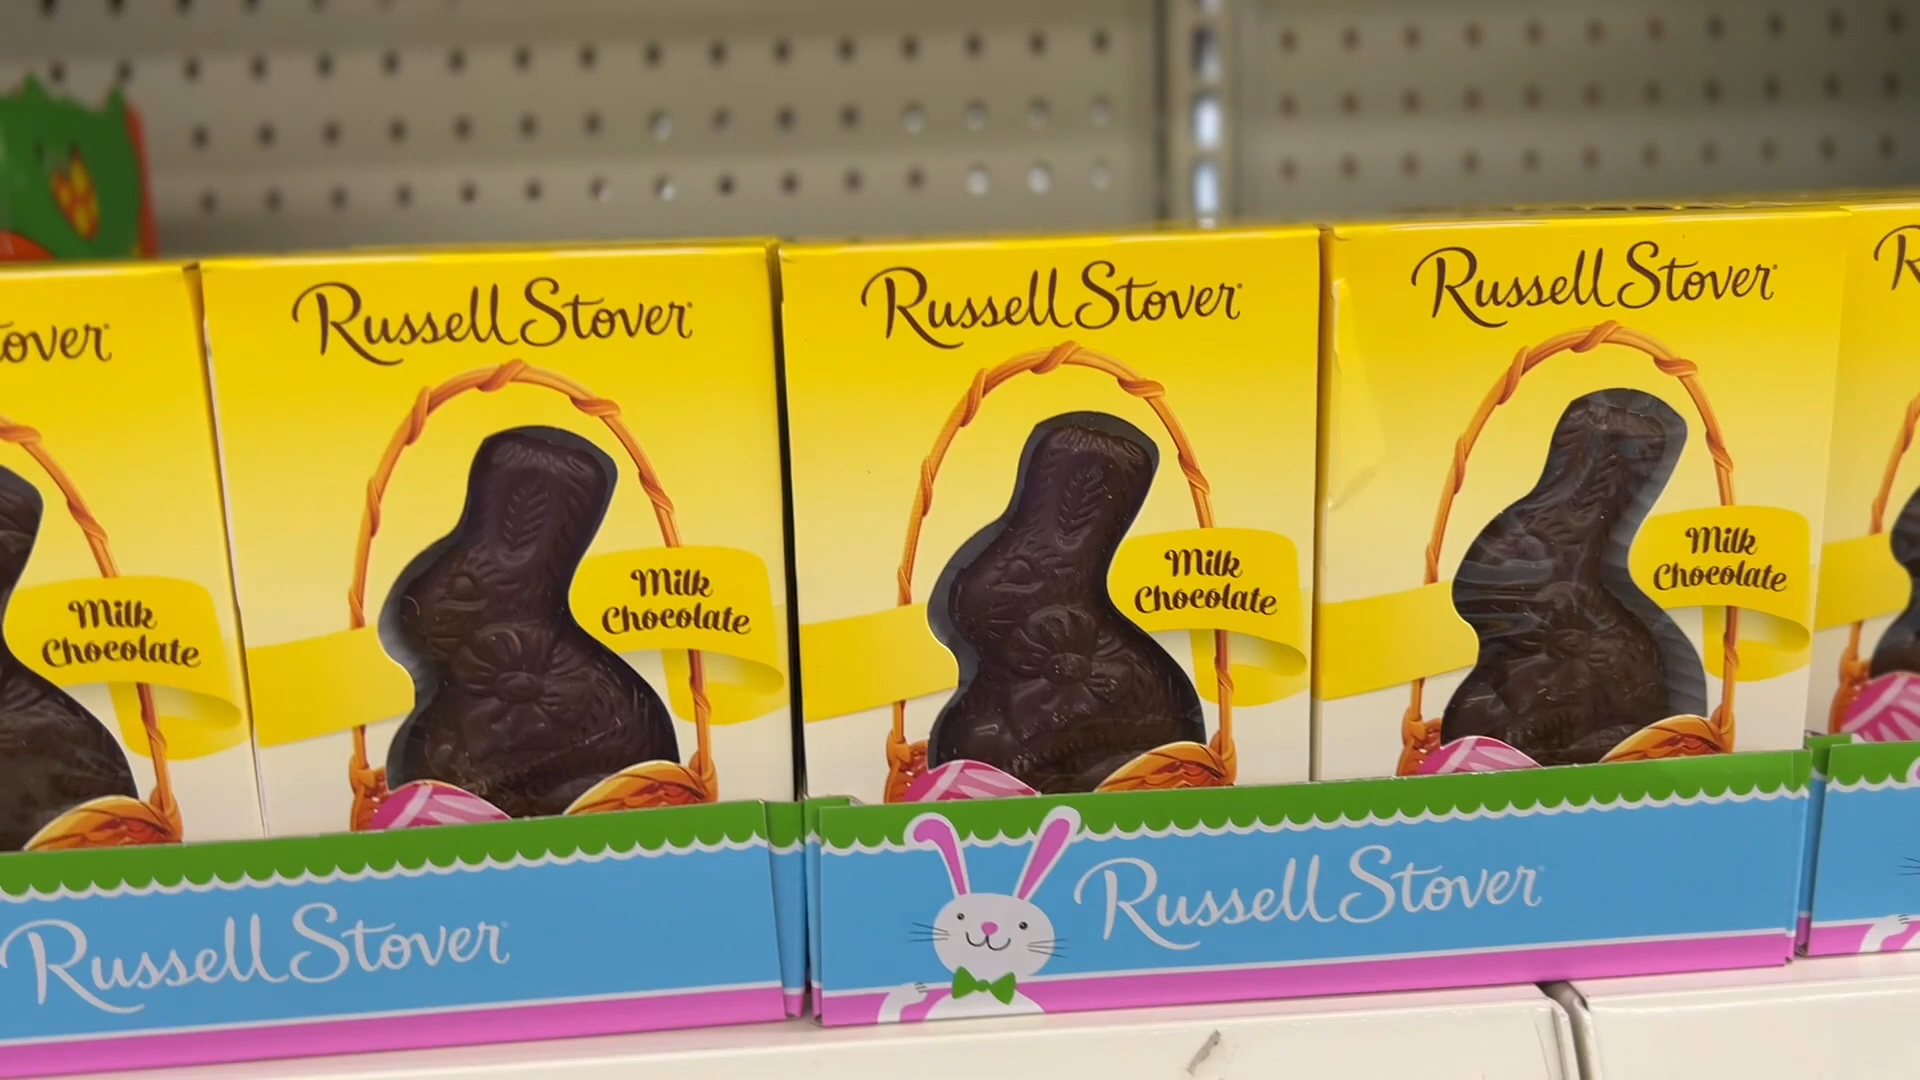 over
Russell Stover
Russell Stover
Russell Stover
R
Milk
Chocolate
Milk
Chocolate
Milk
Chocolate
Milk
Chocolate
Russell Stover
Russell Stover